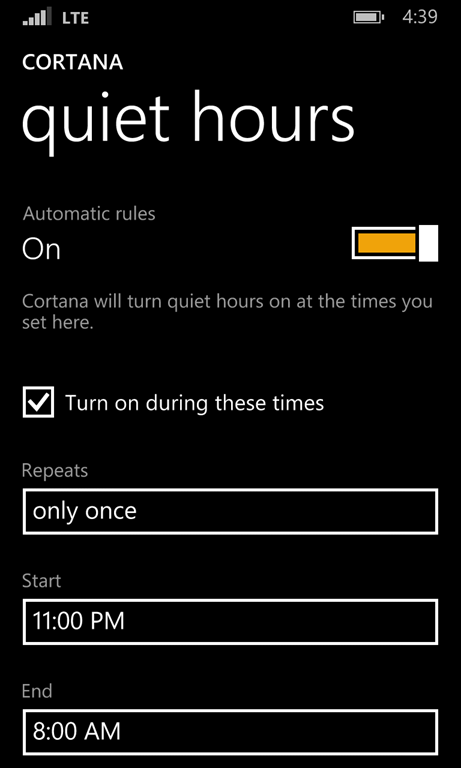 LTE 4:39
CORTANA
quiet hours
Automatic rules
On
Cortana will turn quiet hours on at the times you
set here.
Turn on during these times
Repeats
only once
Start
11:00 PM
End
8:00 AM